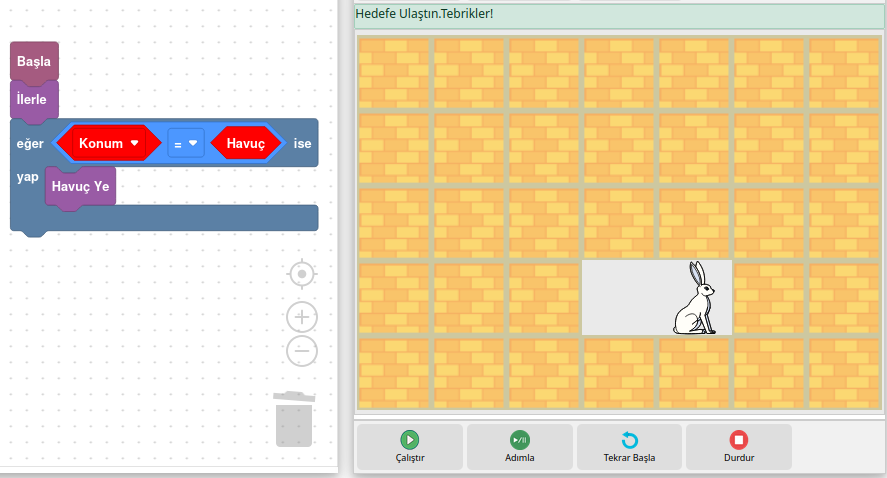 Hedefe Ulaştın.Tebrikler!
Başla
İlerle
eğer Konum = Havuç ise
yap Havuç Ye
Çalıştır
Adımla
Tekrar Başla
Durdur